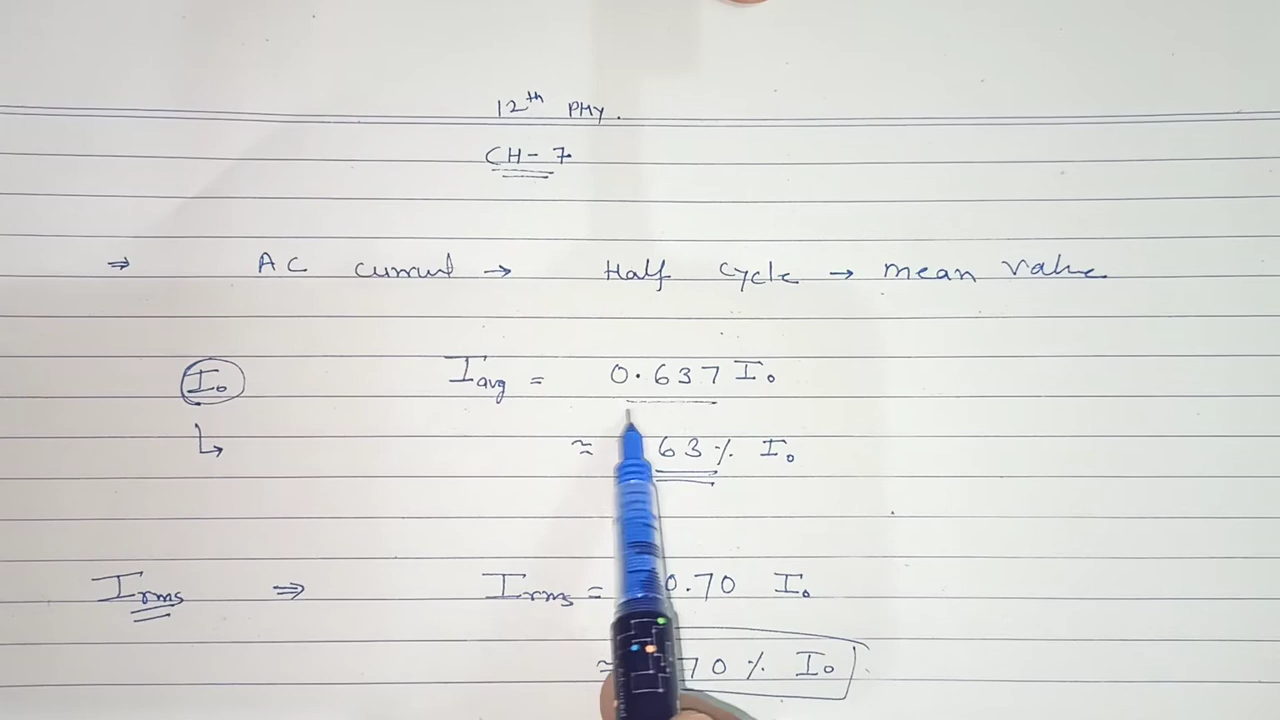 12th PHY.
CH-7
⇒ AC current → Half cycle → mean value
I₀ Iavg = 0.637 I₀
↳ ≈ 63% I₀
Irms ⇒ Irms = 0.70 I₀
≈ 70% I₀